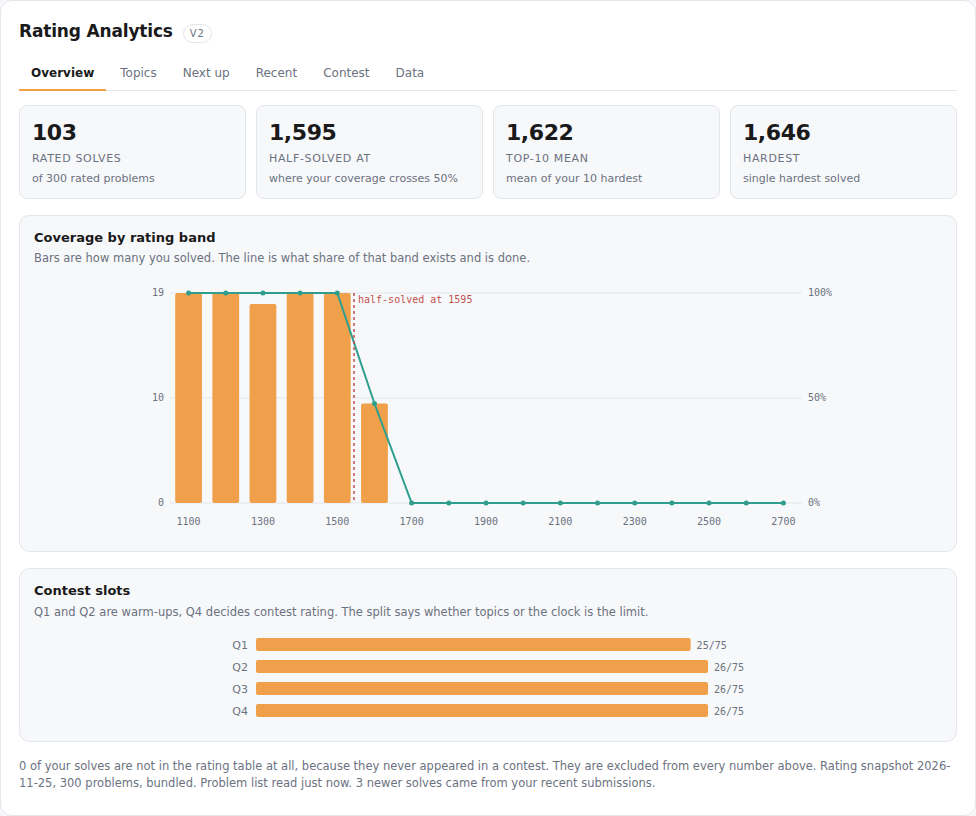 Rating Analytics V2
Overview Topics Next up Recent Contest Data
103
RATED SOLVES
of 300 rated problems
1,595
HALF-SOLVED AT
where your coverage crosses 50%
1,622
TOP-10 MEAN
mean of your 10 hardest
1,646
HARDEST
single hardest solved
Coverage by rating band
Bars are how many you solved. The line is what share of that band exists and is done.
19
10
0
half-solved at 1595
100%
50%
0%
1100 1300 1500 1700 1900 2100 2300 2500 2700
Contest slots
Q1 and Q2 are warm-ups, Q4 decides contest rating. The split says whether topics or the clock is the limit.
Q1 25/75
Q2 26/75
Q3 26/75
Q4 26/75
0 of your solves are not in the rating table at all, because they never appeared in a contest. They are excluded from every number above. Rating snapshot 2026-
11-25, 300 problems, bundled. Problem list read just now. 3 newer solves came from your recent submissions.